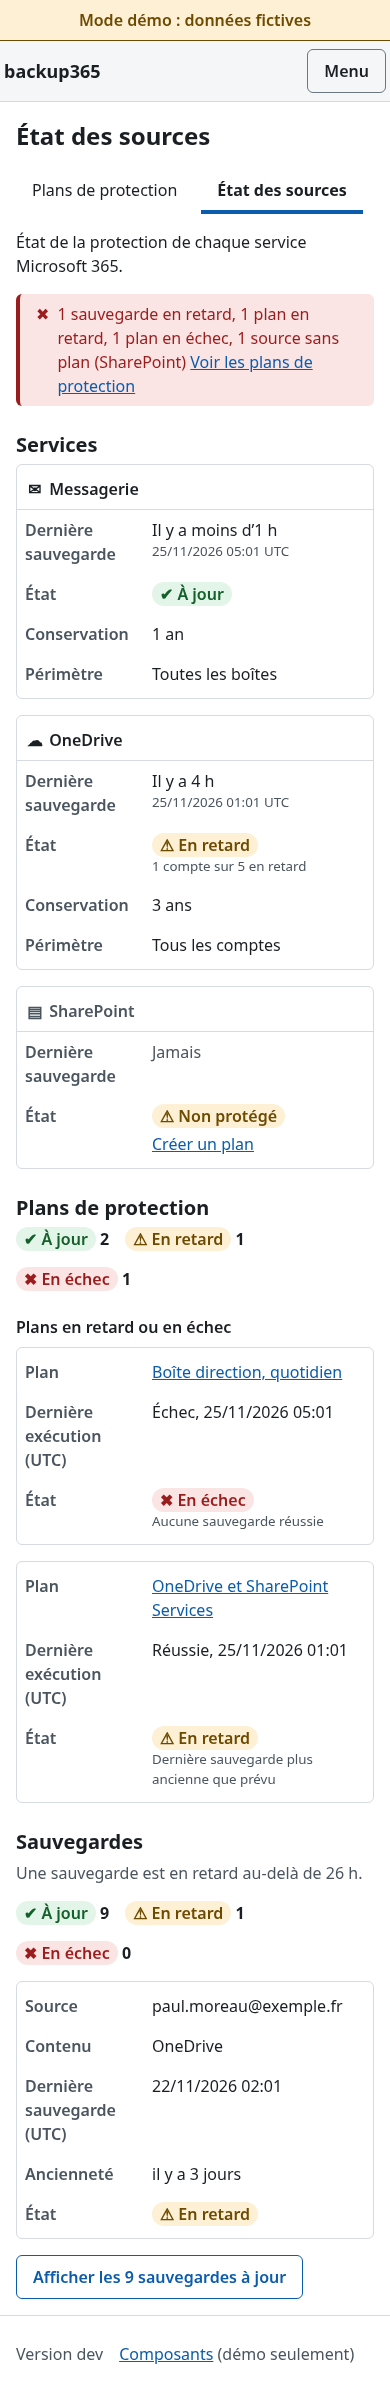 Mode démo : données fictives
backup365
Menu
État des sources
Plans de protection
État des sources
État de la protection de chaque service
Microsoft 365.
✖ 1 sauvegarde en retard, 1 plan en
retard, 1 plan en échec, 1 source sans
plan (SharePoint) Voir les plans de
protection
Services
✉ Messagerie
Dernière
sauvegarde
Il y a moins d’1 h
25/11/2026 05:01 UTC
État
✔ À jour
Conservation
1 an
Périmètre
Toutes les boîtes
☁ OneDrive
Dernière
sauvegarde
Il y a 4 h
25/11/2026 01:01 UTC
État
⚠ En retard
1 compte sur 5 en retard
Conservation
3 ans
Périmètre
Tous les comptes
▤ SharePoint
Dernière
sauvegarde
Jamais
État
⚠ Non protégé
Créer un plan
Plans de protection
✔ À jour 2
⚠ En retard 1
✖ En échec 1
Plans en retard ou en échec
Plan
Boîte direction, quotidien
Dernière
exécution
(UTC)
Échec, 25/11/2026 05:01
État
✖ En échec
Aucune sauvegarde réussie
Plan
OneDrive et SharePoint
Services
Dernière
exécution
(UTC)
Réussie, 25/11/2026 01:01
État
⚠ En retard
Dernière sauvegarde plus
ancienne que prévu
Sauvegardes
Une sauvegarde est en retard au-delà de 26 h.
✔ À jour 9
⚠ En retard 1
✖ En échec 0
Source
paul.moreau@exemple.fr
Contenu
OneDrive
Dernière
sauvegarde
(UTC)
22/11/2026 02:01
Ancienneté
il y a 3 jours
État
⚠ En retard
Afficher les 9 sauvegardes à jour
Version dev
Composants (démo seulement)